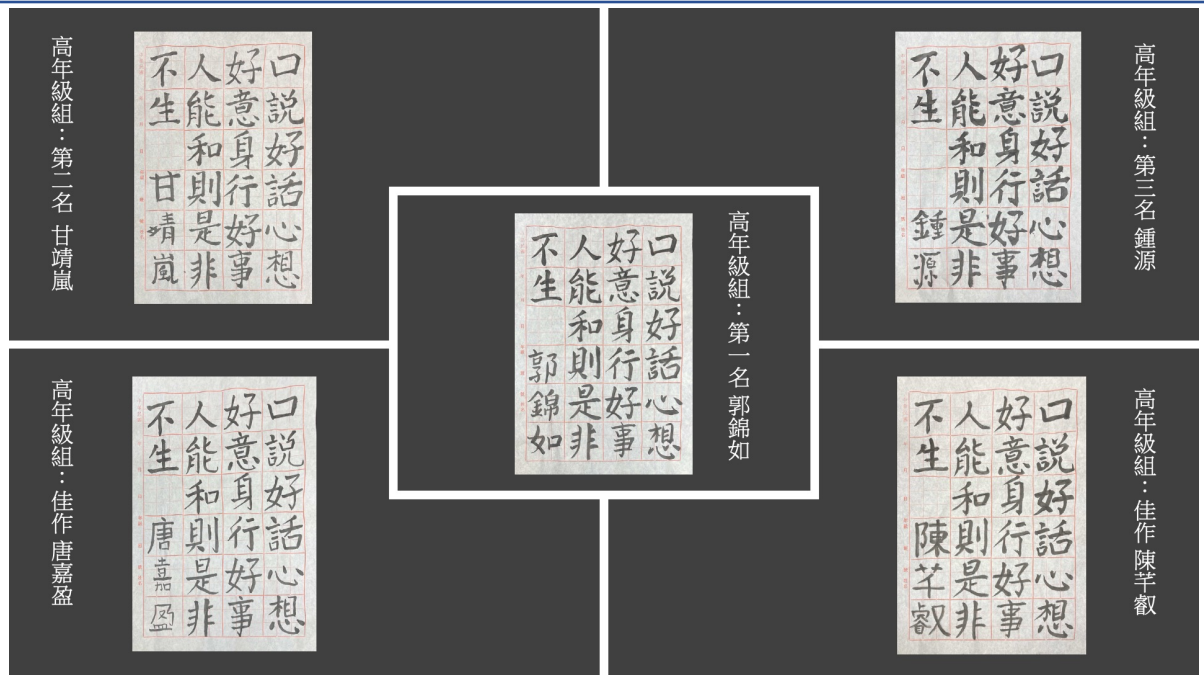 高年級組：第二名 甘靖嵐
口說好話心想
好意身行好事
人能和則是非
不生 甘靖嵐
高年級組：第三名 鍾源
口說好話心想
好意身行好事
人能和則是非
不生 鍾源
高年級組：第一名 郭錦如
口說好話心想
好意身行好事
人能和則是非
不生 郭錦如
高年級組：佳作 唐嘉盈
口說好話心想
好意身行好事
人能和則是非
不生 唐嘉盈
高年級組：佳作 陳芊叡
口說好話心想
好意身行好事
人能和則是非
不生 陳芊叡